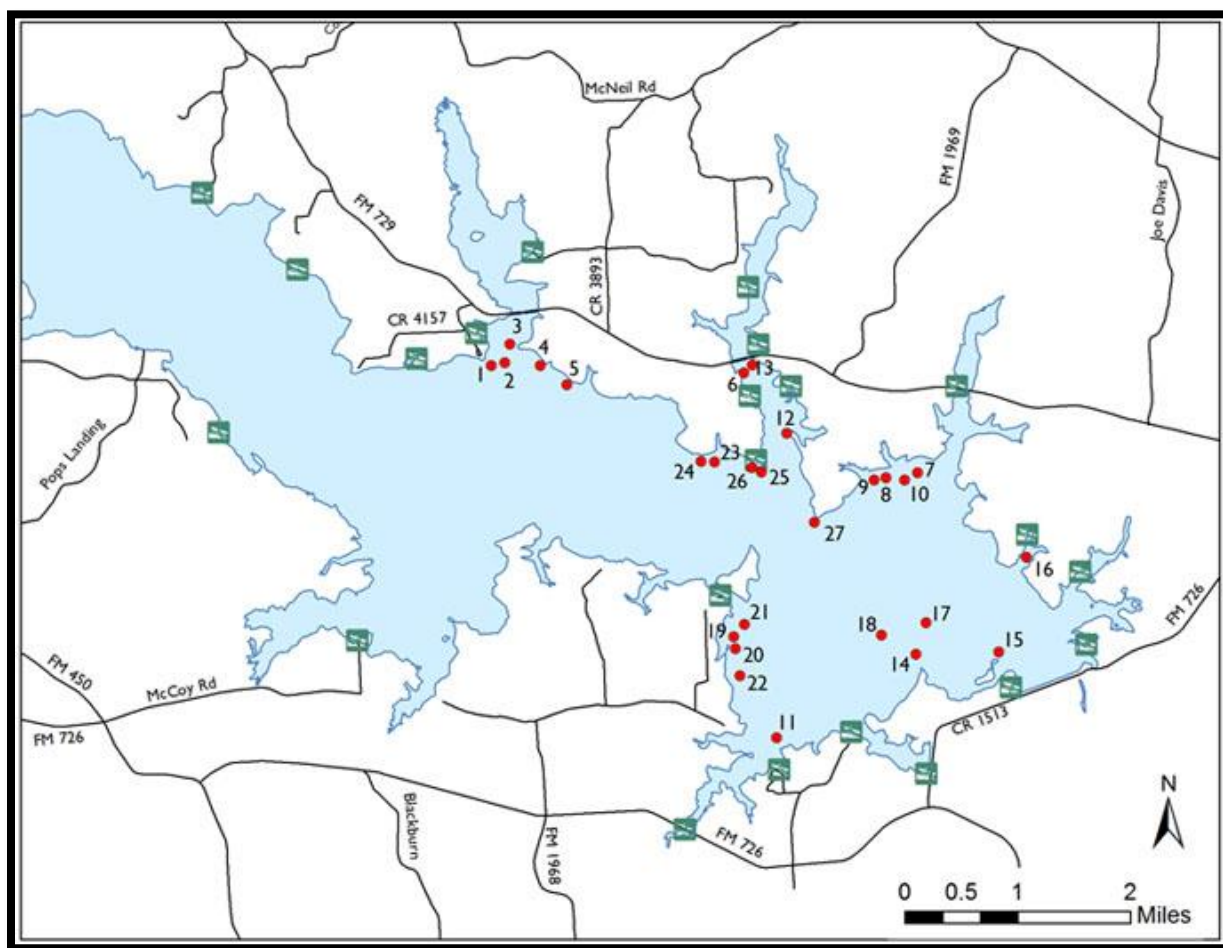 Co
McNeil Rd
FM 1969
Joe Davis
FM 729
CR 3893
CR 4157
3
4
1
2
5
6
13
12
Pops Landing
24
23
26
25
9
8
10
7
27
16
FM 726
21
19
20
22
18
17
14
15
FM 450
McCoy Rd
FM 726
11
CR 1513
Blackburn
FM 1968
FM 726
N
0 0.5 1 2
Miles